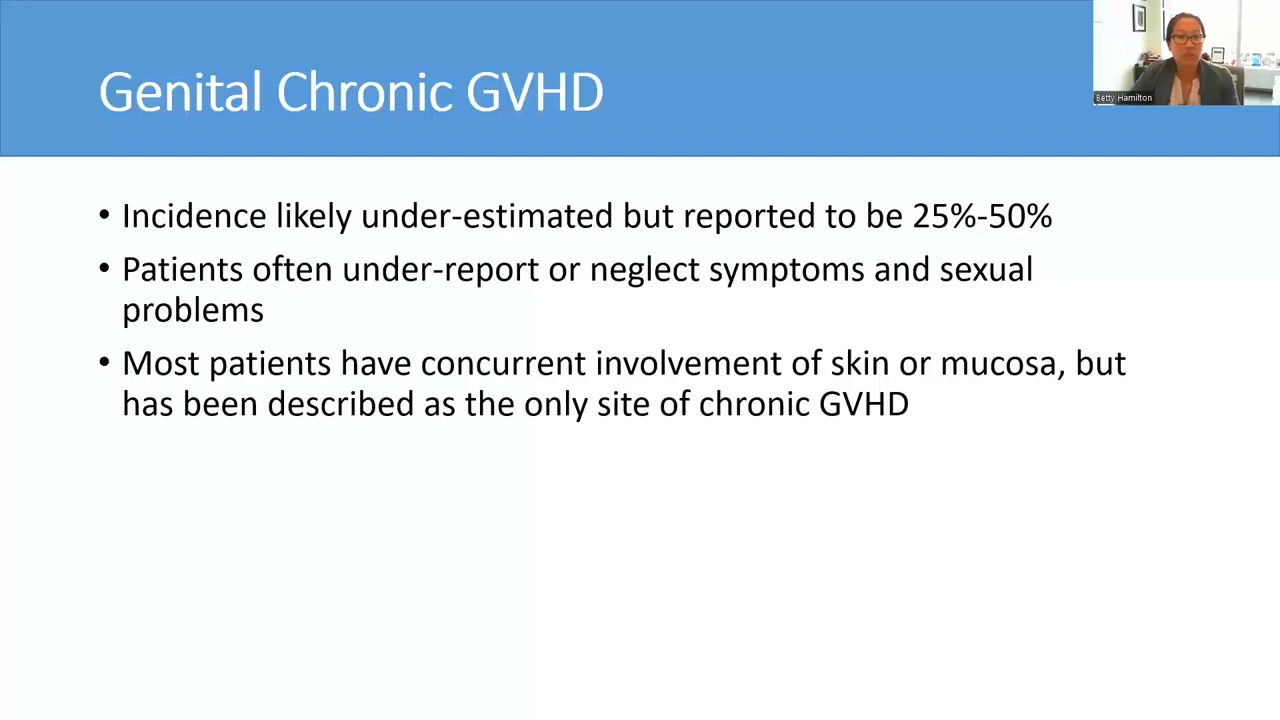 Genital Chronic GVHD
Betty Hamilton
• Incidence likely under-estimated but reported to be 25%-50%
• Patients often under-report or neglect symptoms and sexual
problems
• Most patients have concurrent involvement of skin or mucosa, but
has been described as the only site of chronic GVHD